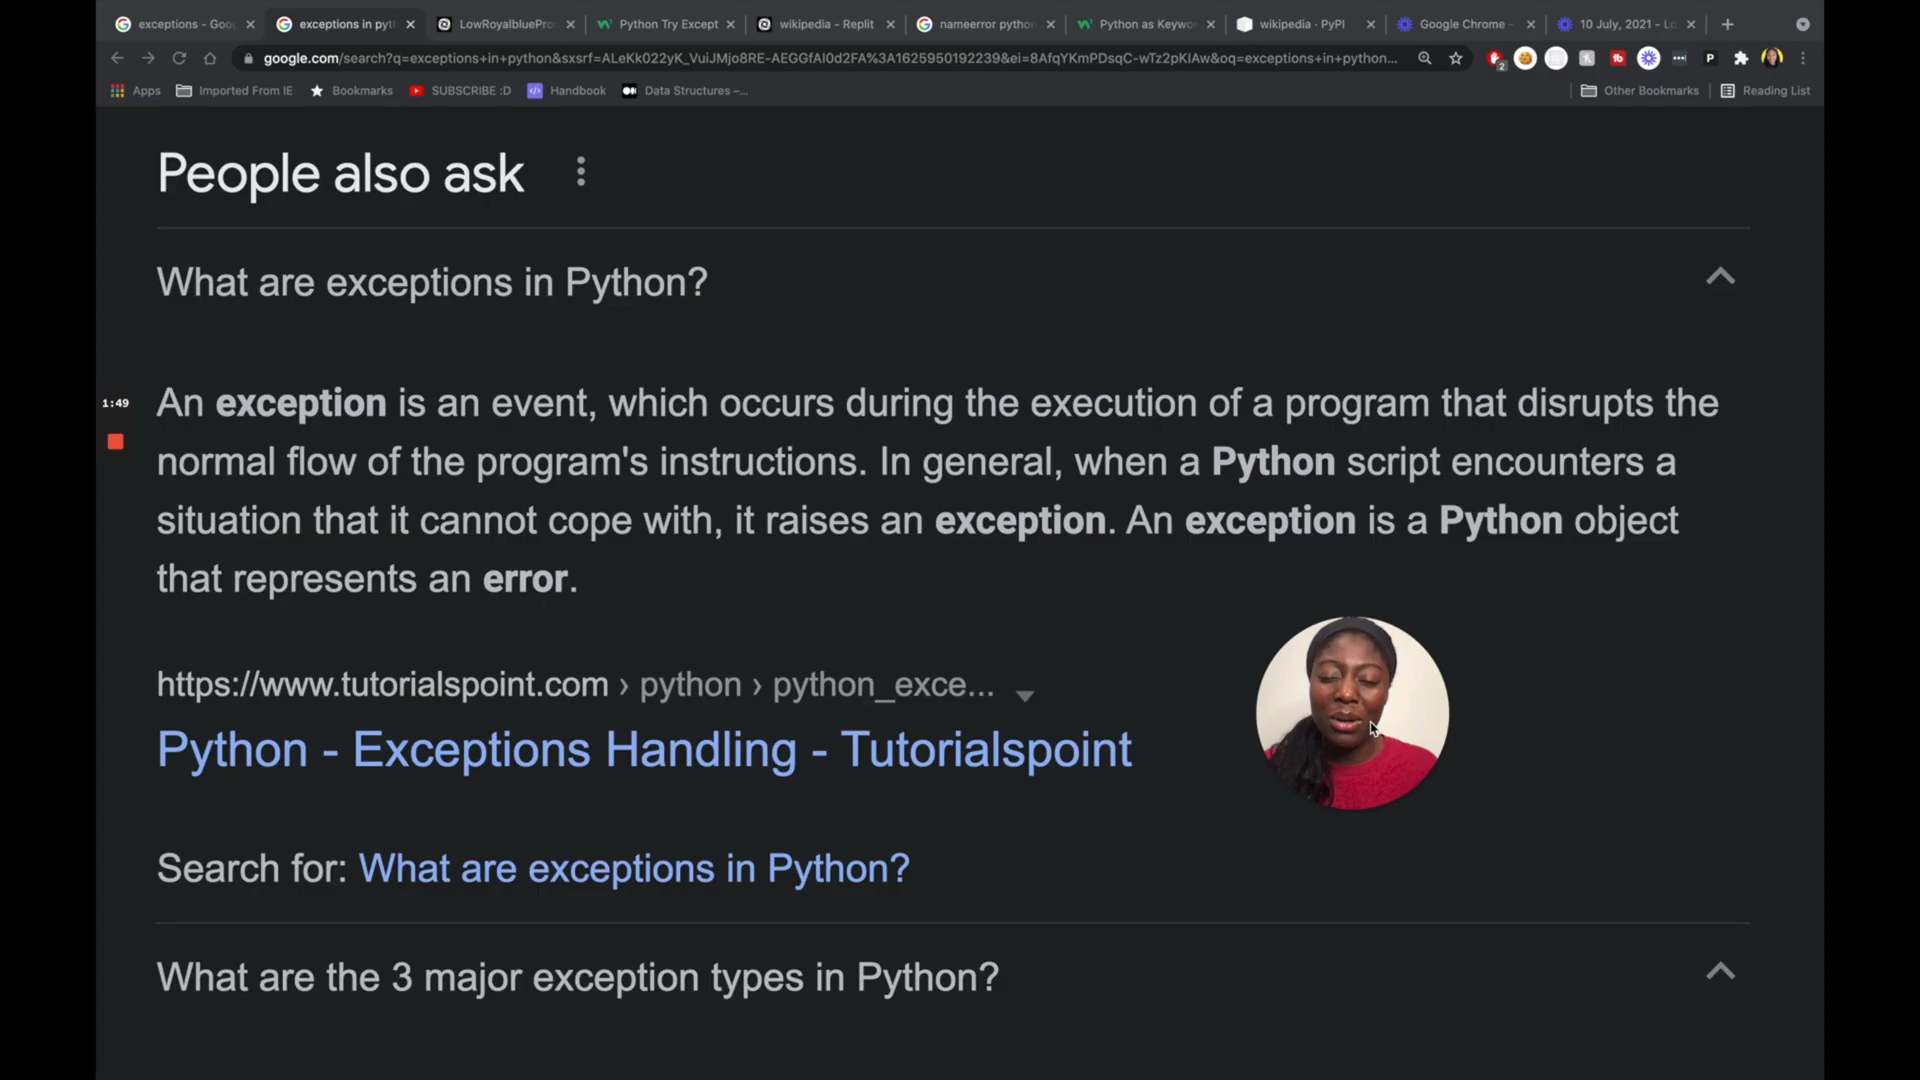 exceptions - Goo
exceptions in pyt
LowRoyalbluePro
Python Try Except
wikipedia - Replit
nameerror python
Python as Keywo
wikipedia · PyPI
Google Chrome -
10 July, 2021 - Lo
google.com/search?q=exceptions+in+python&sxsrf=ALeKk022yK_VuiJMjo8RE-AEGGfAI0d2FA%3A1625950192239&ei=8AfqYKmPDsqC-wTz2pKIAw&oq=exceptions+in+python...
2
Apps
Imported From IE
Bookmarks
SUBSCRIBE :D
Handbook
Data Structures –...
Other Bookmarks
Reading List
People also ask
What are exceptions in Python?
1:49
An exception is an event, which occurs during the execution of a program that disrupts the
normal flow of the program's instructions. In general, when a Python script encounters a
situation that it cannot cope with, it raises an exception. An exception is a Python object
that represents an error.
https://www.tutorialspoint.com › python › python_exce...
Python - Exceptions Handling - Tutorialspoint
Search for: What are exceptions in Python?
What are the 3 major exception types in Python?